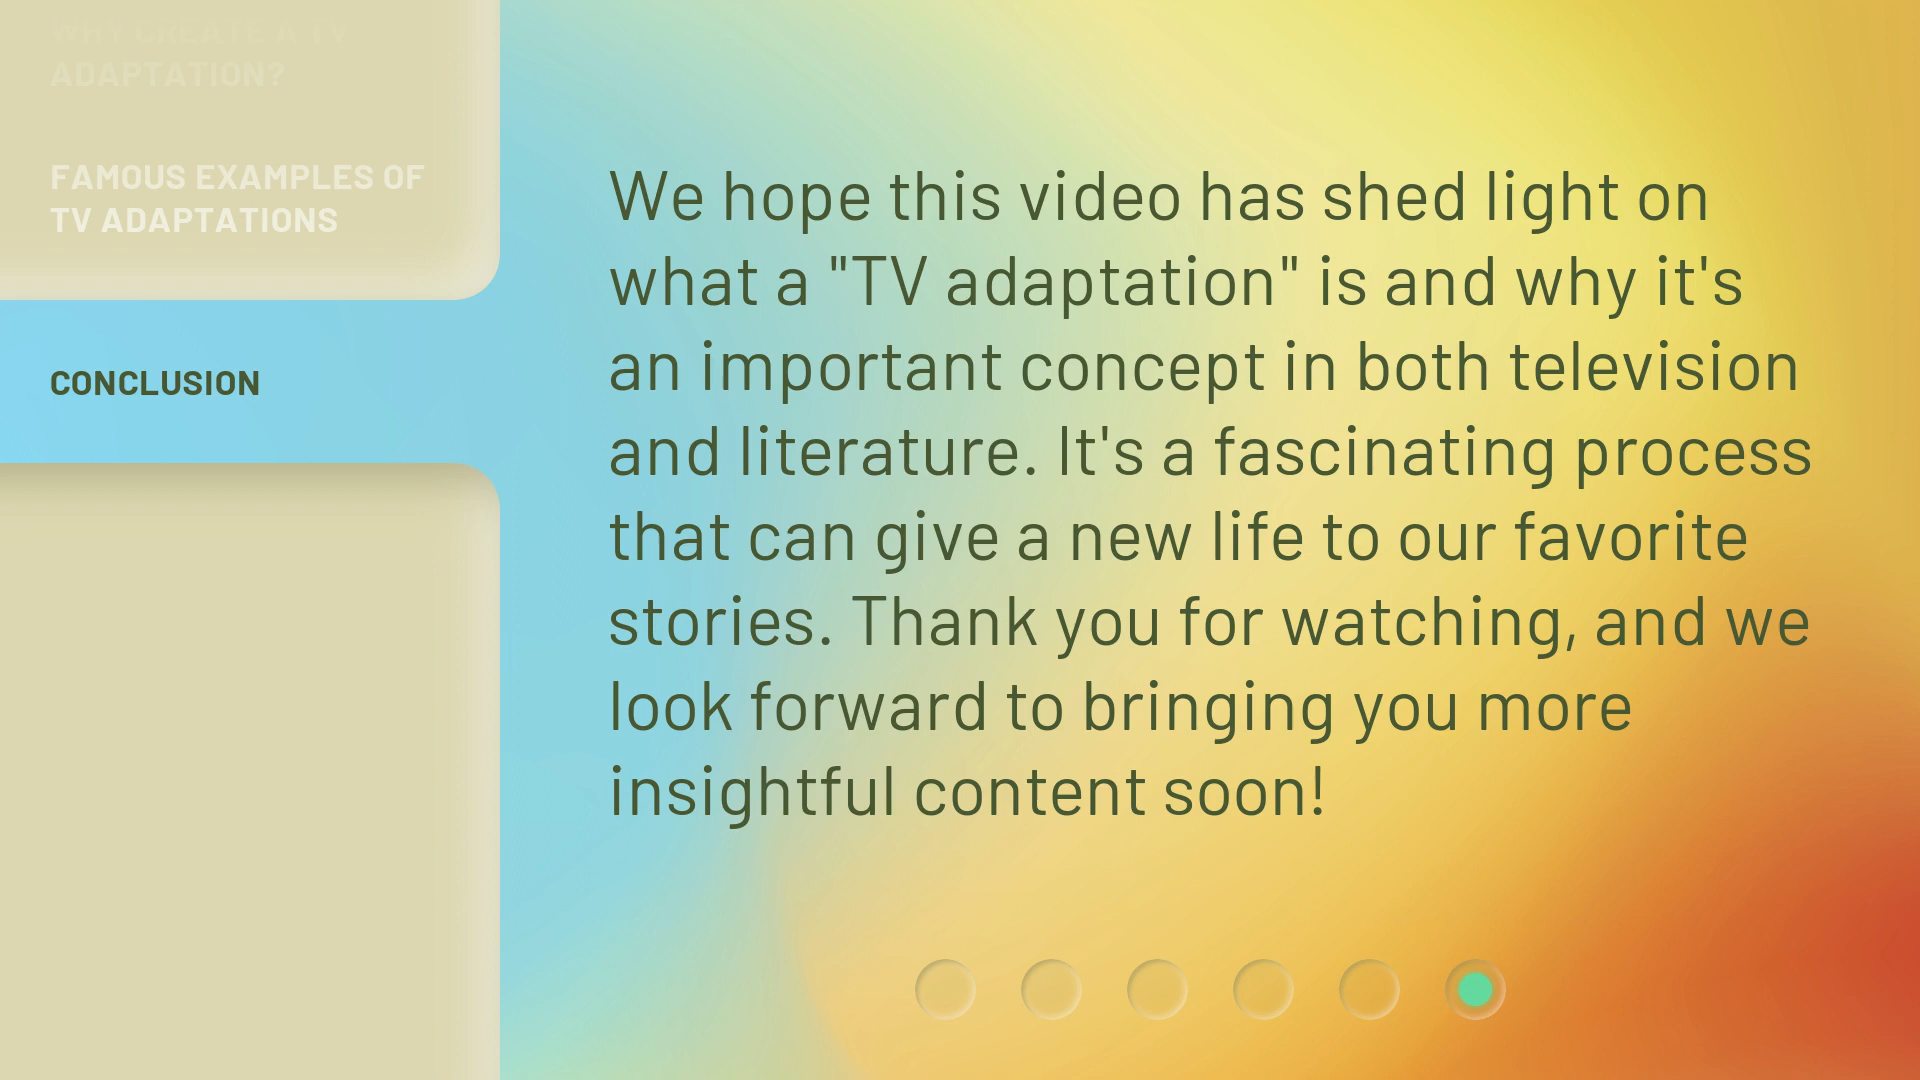 WHY CREATE A TV
ADAPTATION?
FAMOUS EXAMPLES OF
TV ADAPTATIONS
CONCLUSION
We hope this video has shed light on
what a "TV adaptation" is and why it's
an important concept in both television
and literature. It's a fascinating process
that can give a new life to our favorite
stories. Thank you for watching, and we
look forward to bringing you more
insightful content soon!